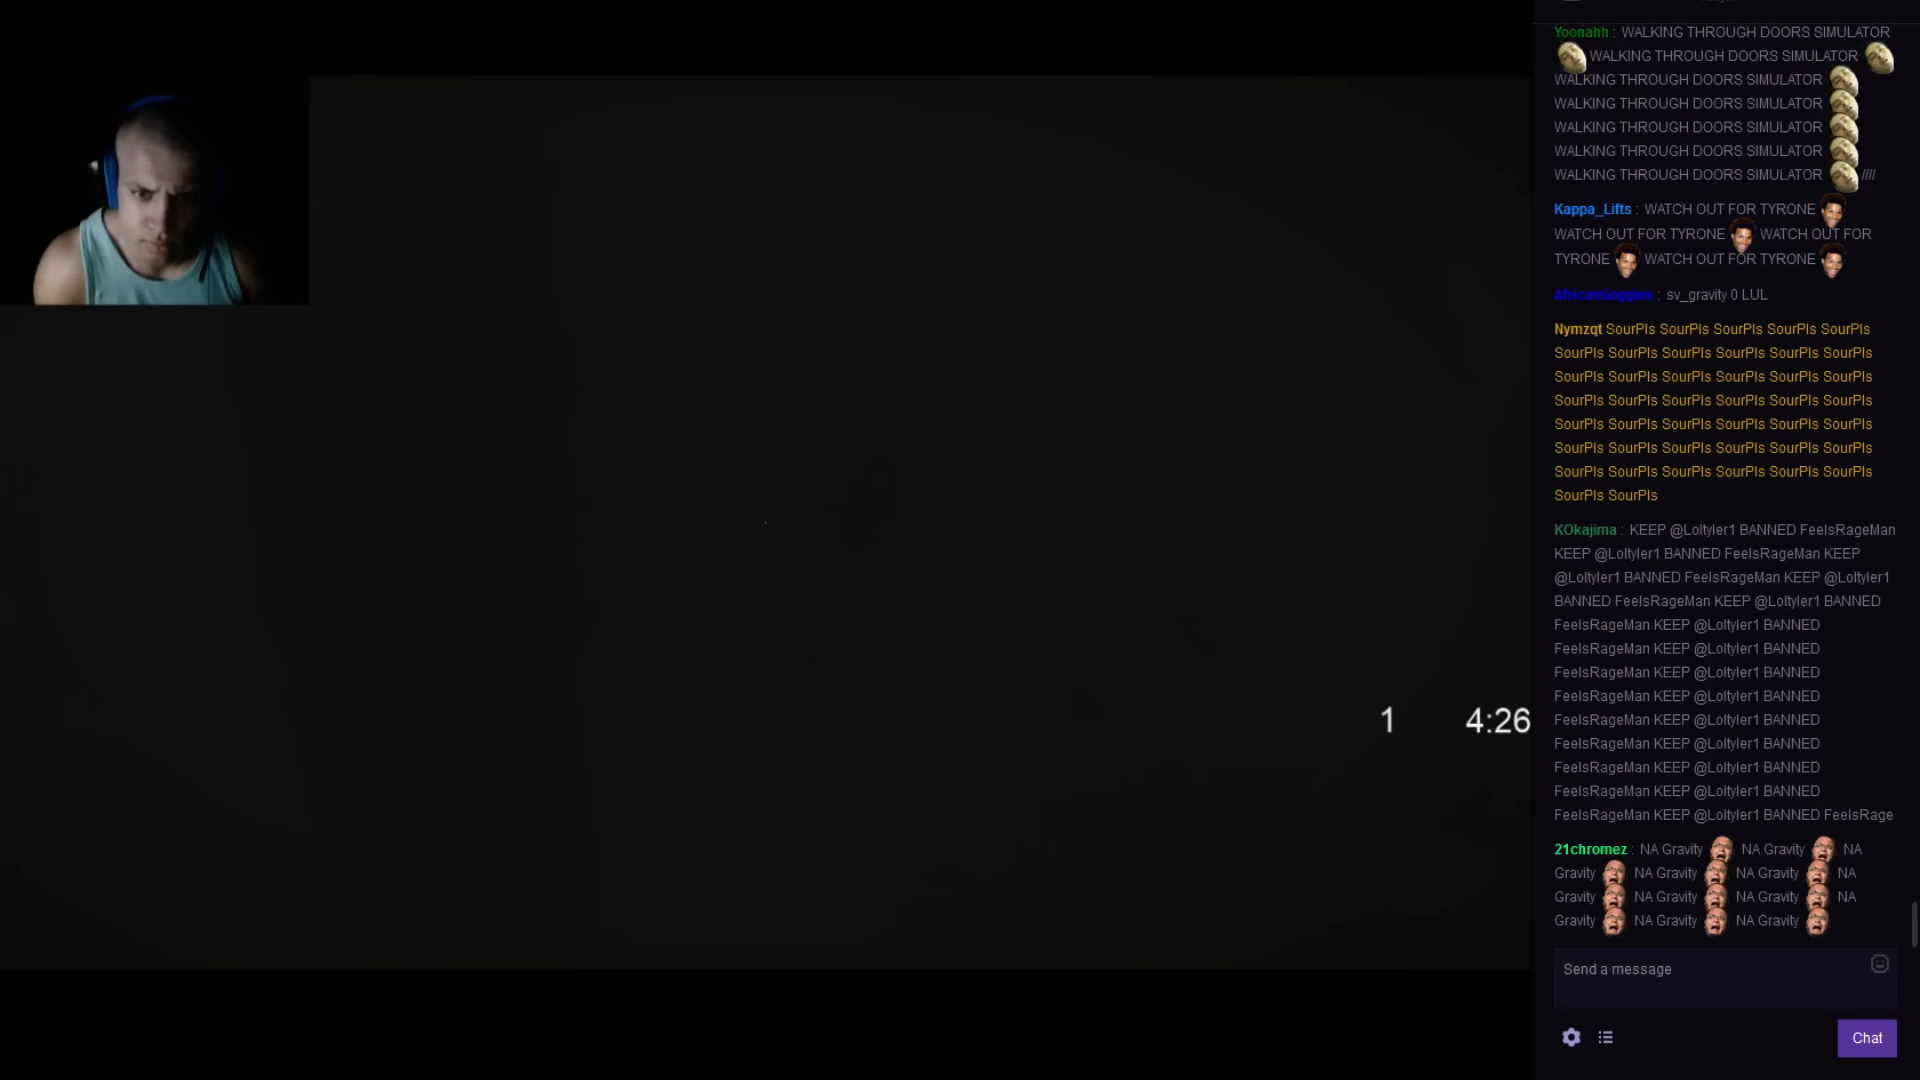 Yoonahh : WALKING THROUGH DOORS SIMULATOR
WALKING THROUGH DOORS SIMULATOR
WALKING THROUGH DOORS SIMULATOR
WALKING THROUGH DOORS SIMULATOR
WALKING THROUGH DOORS SIMULATOR
WALKING THROUGH DOORS SIMULATOR
WALKING THROUGH DOORS SIMULATOR ////
Kappa_Lifts : WATCH OUT FOR TYRONE
WATCH OUT FOR TYRONE WATCH OUT FOR
TYRONE WATCH OUT FOR TYRONE
AfricanGoggles : sv_gravity 0 LUL
Nymzqt SourPls SourPls SourPls SourPls SourPls
SourPls SourPls SourPls SourPls SourPls SourPls
SourPls SourPls SourPls SourPls SourPls SourPls
SourPls SourPls SourPls SourPls SourPls SourPls
SourPls SourPls SourPls SourPls SourPls SourPls
SourPls SourPls SourPls SourPls SourPls SourPls
SourPls SourPls SourPls SourPls SourPls SourPls
SourPls SourPls
KOkajima : KEEP @Loltyler1 BANNED FeelsRageMan
KEEP @Loltyler1 BANNED FeelsRageMan KEEP
@Loltyler1 BANNED FeelsRageMan KEEP @Loltyler1
BANNED FeelsRageMan KEEP @Loltyler1 BANNED
FeelsRageMan KEEP @Loltyler1 BANNED
FeelsRageMan KEEP @Loltyler1 BANNED
FeelsRageMan KEEP @Loltyler1 BANNED
FeelsRageMan KEEP @Loltyler1 BANNED
FeelsRageMan KEEP @Loltyler1 BANNED
FeelsRageMan KEEP @Loltyler1 BANNED
FeelsRageMan KEEP @Loltyler1 BANNED
FeelsRageMan KEEP @Loltyler1 BANNED
FeelsRageMan KEEP @Loltyler1 BANNED FeelsRage
21chromez : NA Gravity NA Gravity NA
Gravity NA Gravity NA Gravity NA
Gravity NA Gravity NA Gravity NA
Gravity NA Gravity NA Gravity
1 4:26
Send a message
Chat